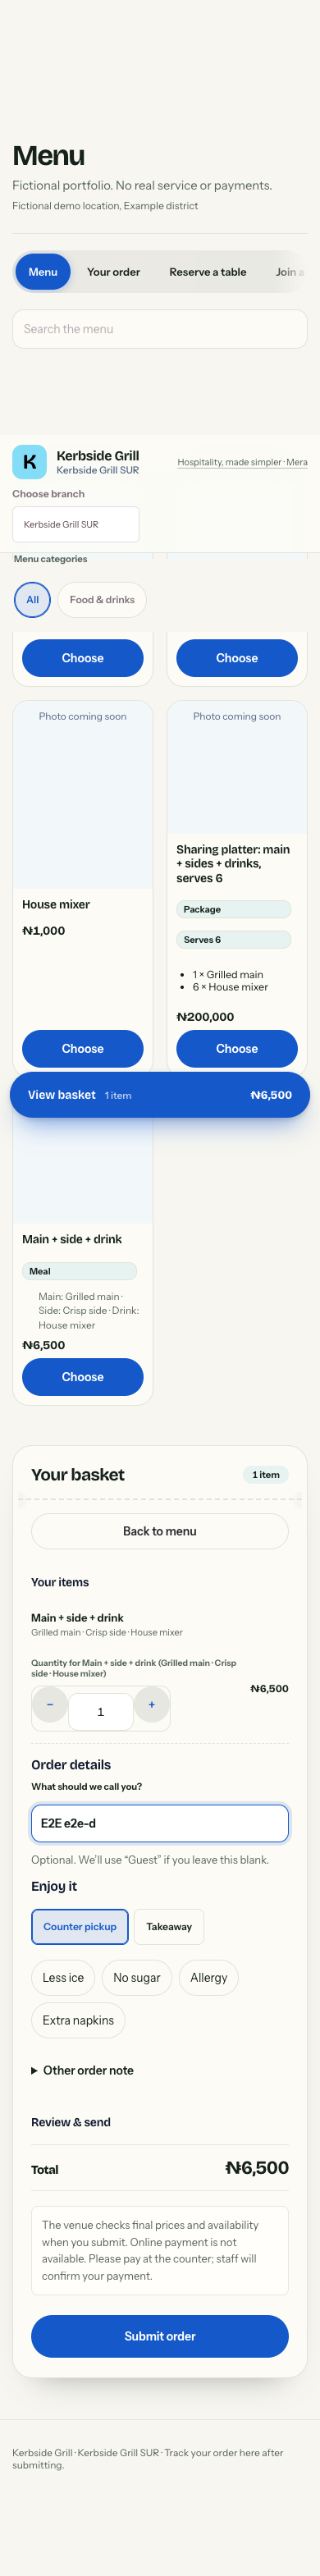 Menu
Fictional portfolio. No real service or payments.
Fictional demo location, Example district
Menu
Your order
Reserve a table
Join a
Search the menu
K
Kerbside Grill
Kerbside Grill SUR
Hospitality, made simpler · Mera
Choose branch
Kerbside Grill SUR
Menu categories
All
Food & drinks
Choose
Choose
Photo coming soon
Photo coming soon
House mixer
₦1,000
Choose
Sharing platter: main
+ sides + drinks,
serves 6
Package
Serves 6
• 1 × Grilled main
• 6 × House mixer
₦200,000
Choose
View basket
1 item
₦6,500
Main + side + drink
Meal
Main: Grilled main ·
Side: Crisp side · Drink:
House mixer
₦6,500
Choose
Your basket
1 item
Back to menu
Your items
Main + side + drink
Grilled main · Crisp side · House mixer
Quantity for Main + side + drink (Grilled main · Crisp
side · House mixer)
₦6,500
−
1
+
Order details
What should we call you?
E2E e2e-d
Optional. We'll use “Guest” if you leave this blank.
Enjoy it
Counter pickup
Takeaway
Less ice
No sugar
Allergy
Extra napkins
Other order note
Review & send
Total
₦6,500
The venue checks final prices and availability
when you submit. Online payment is not
available. Please pay at the counter; staff will
confirm your payment.
Submit order
Kerbside Grill · Kerbside Grill SUR · Track your order here after
submitting.